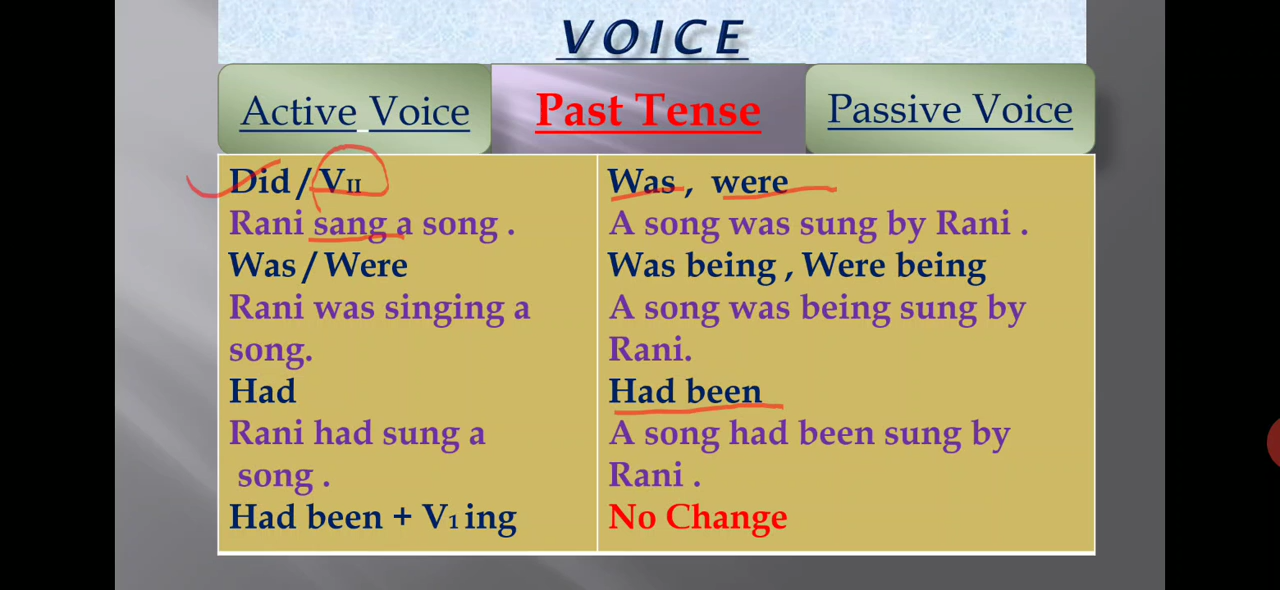 VOICE
Active Voice
Past Tense
Passive Voice
Did / VII
Rani sang a song .
Was / Were
Rani was singing a
song.
Had
Rani had sung a
song .
Had been + V1 ing
Was , were
A song was sung by Rani .
Was being , Were being
A song was being sung by
Rani.
Had been
A song had been sung by
Rani .
No Change